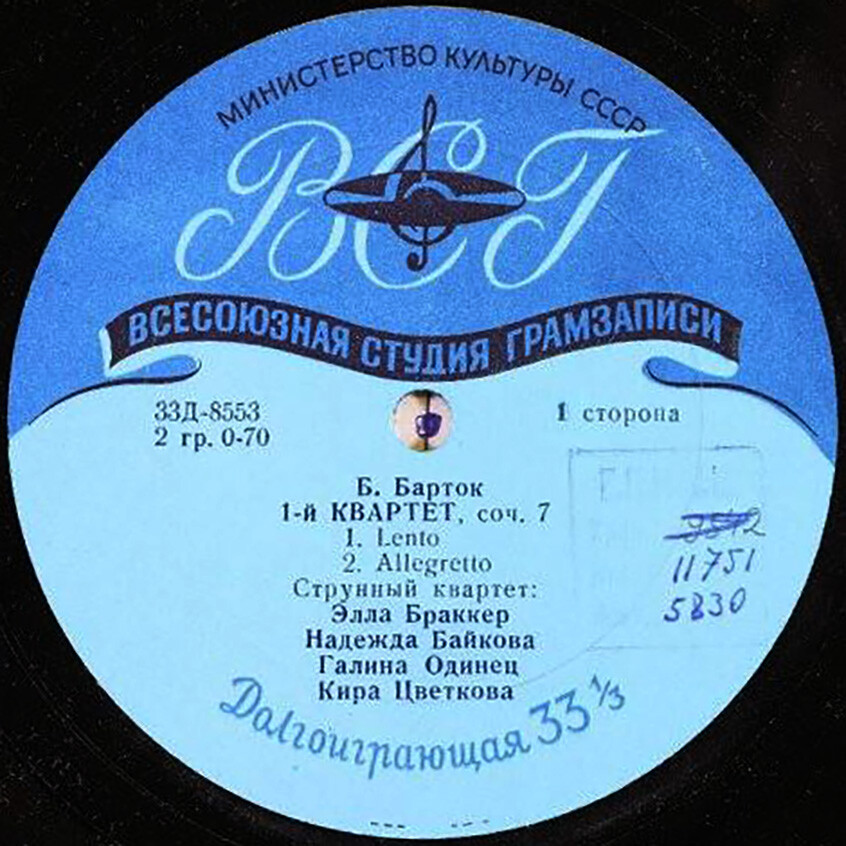 МИНИСТЕРСТВО КУЛЬТУРЫ СССР
ВСГ
ВСЕСОЮЗНАЯ СТУДИЯ ГРАМЗАПИСИ
33Д-8553
2 гр. 0-70
1 сторона
Б. Барток
1-й КВАРТЕТ, соч. 7
1. Lento
2. Allegretto
Струнный квартет:
Элла Браккер
Надежда Байкова
Галина Одинец
Кира Цветкова
11751
5830
Долгоиграющая 33 1/3